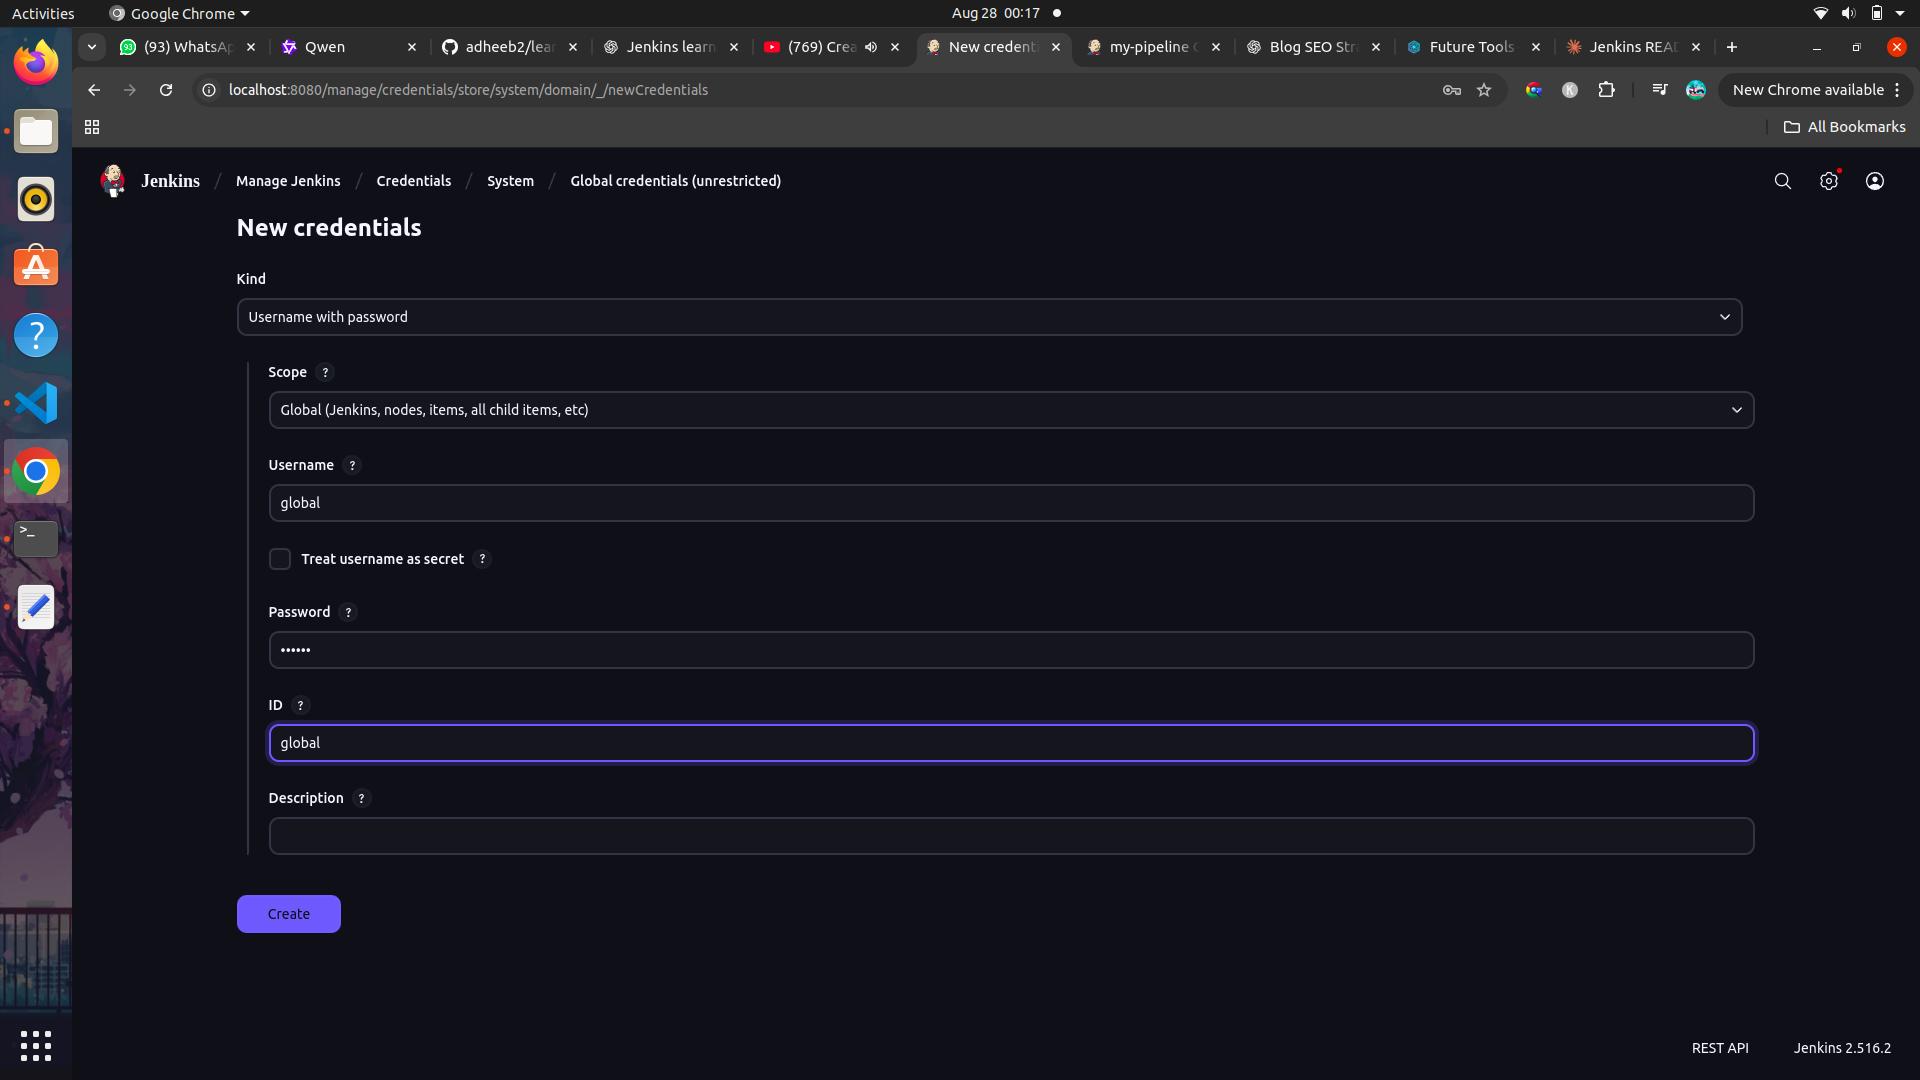 Activities
Google Chrome
Aug 28 00:17
(93) WhatsAp
Qwen
adheeb2/lear
Jenkins learn
(769) Crea
New credenti
my-pipeline
Blog SEO Stra
Future Tools
Jenkins READ
localhost:8080/manage/credentials/store/system/domain/_/newCredentials
K
New Chrome available
All Bookmarks
Jenkins / Manage Jenkins / Credentials / System / Global credentials (unrestricted)
New credentials
Kind
Username with password
Scope ?
Global (Jenkins, nodes, items, all child items, etc)
Username ?
global
Treat username as secret ?
Password ?
••••••
ID ?
global
Description ?
Create
REST API
Jenkins 2.516.2